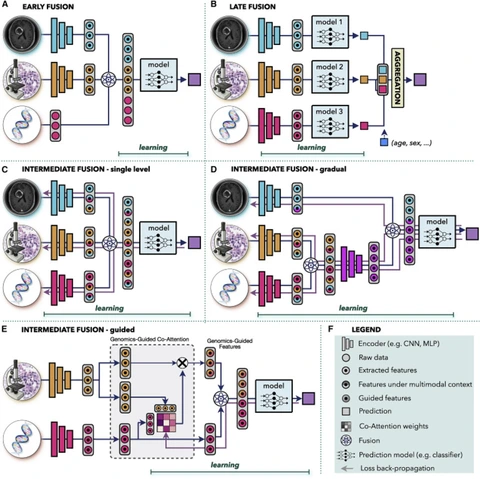 A EARLY FUSION
model
learning
B LATE FUSION
model 1
model 2
model 3
AGGREGATION
(age, sex, ...)
learning
C INTERMEDIATE FUSION - single level
model
learning
D INTERMEDIATE FUSION - gradual
model
learning
E INTERMEDIATE FUSION - guided
Genomics-Guided Co-Attention
Genomics-Guided
Features
model
learning
F LEGEND
Encoder (e.g. CNN, MLP)
Raw data
Extracted features
Features under multimodal context
Guided features
Prediction
Co-Attention weights
Fusion
Prediction model (e.g. classifier)
Loss back-propagation